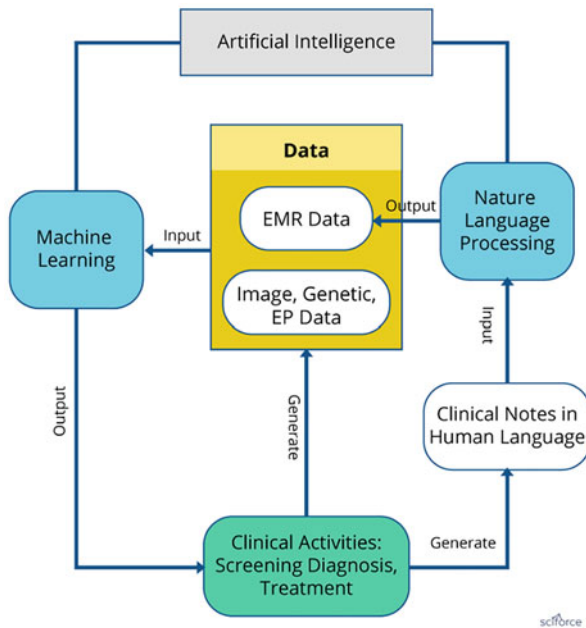 Artificial Intelligence
Data
EMR Data
Image, Genetic,
EP Data
Machine
Learning
Input
Output
Nature
Language
Processing
Output
Input
Clinical Notes in
Human Language
Generate
Generate
Clinical Activities:
Screening Diagnosis,
Treatment
sciforce